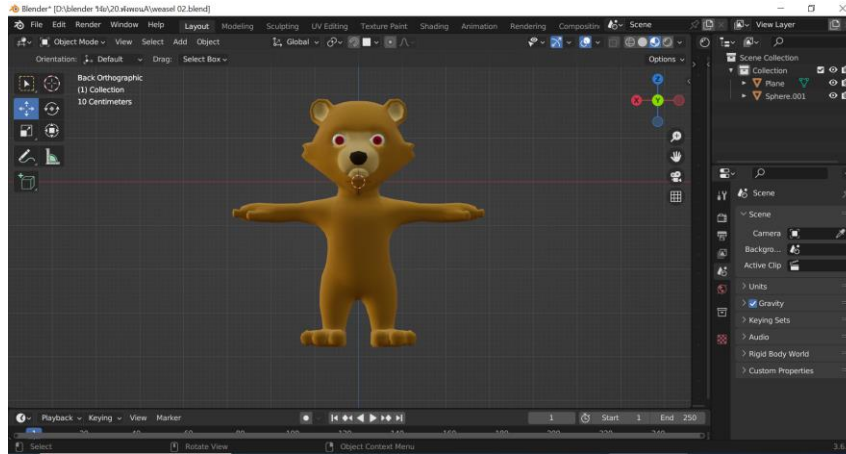 Blender* [D:\blender
weasel 02.blend]
File Edit Render Window Help Layout Modeling Sculpting UV Editing Texture Paint Shading Animation Rendering Scene View Layer
Object Mode View Select Add Object Global
Orientation: Default Drag: Select Box Options
Back Orthographic
(1) Collection
10 Centimeters
Z
X Y
Scene Collection
Collection
Plane
Sphere.001
Scene
Scene
Camera
Backgro...
Active Clip
Units
Gravity
Keying Sets
Audio
Rigid Body World
Custom Properties
Playback Keying View Marker 1 Start 1 End 250
1
Select Rotate View Object Context Menu